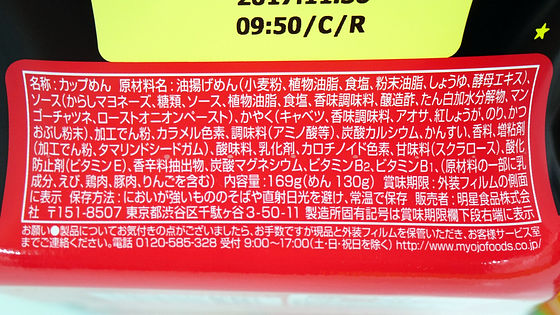 09:50/C/R
名称:カップめん 原材料名:油揚げめん(小麦粉、植物油脂、食塩、粉末油脂、しょうゆ、酵母エキス)、
ソース(からしマヨネーズ、糖類、ソース、植物油脂、食塩、香味調味料、醸造酢、たん白加水分解物、マン
ゴーチャツネ、ローストオニオンペースト)、かやく(キャベツ、香味調味料、アオサ、紅しょうが、のり、かつ
おぶし粉末)、加工でん粉、カラメル色素、調味料(アミノ酸等)、炭酸カルシウム、かんすい、香料、増粘剤
(加工でん粉、タマリンドシードガム)、酸味料、乳化剤、カロチノイド色素、甘味料(スクラロース)、酸化
防止剤(ビタミンE)、香辛料抽出物、炭酸マグネシウム、ビタミンB2、ビタミンB1、(原材料の一部に乳
成分、えび、鶏肉、豚肉、りんごを含む) 内容量:169g(めん 130g) 賞味期限:外装フィルムの側面
に表示 保存方法:においが強いもののそばや直射日光を避け、常温で保存 販売者:明星食品株式会
社 〒151-8507 東京都渋谷区千駄ヶ谷3-50-11 製造所固有記号は賞味期限欄下段右端に表示
お願い●製品についてお気付きの点がございましたら、お手数ですが現品と外装フィルムを保管いただき、お客様サービス室
までご連絡ください。電話 0120-585-328 受付 9:00~17:00(土・日・祝日を除く) http://www.myojofoods.co.jp/